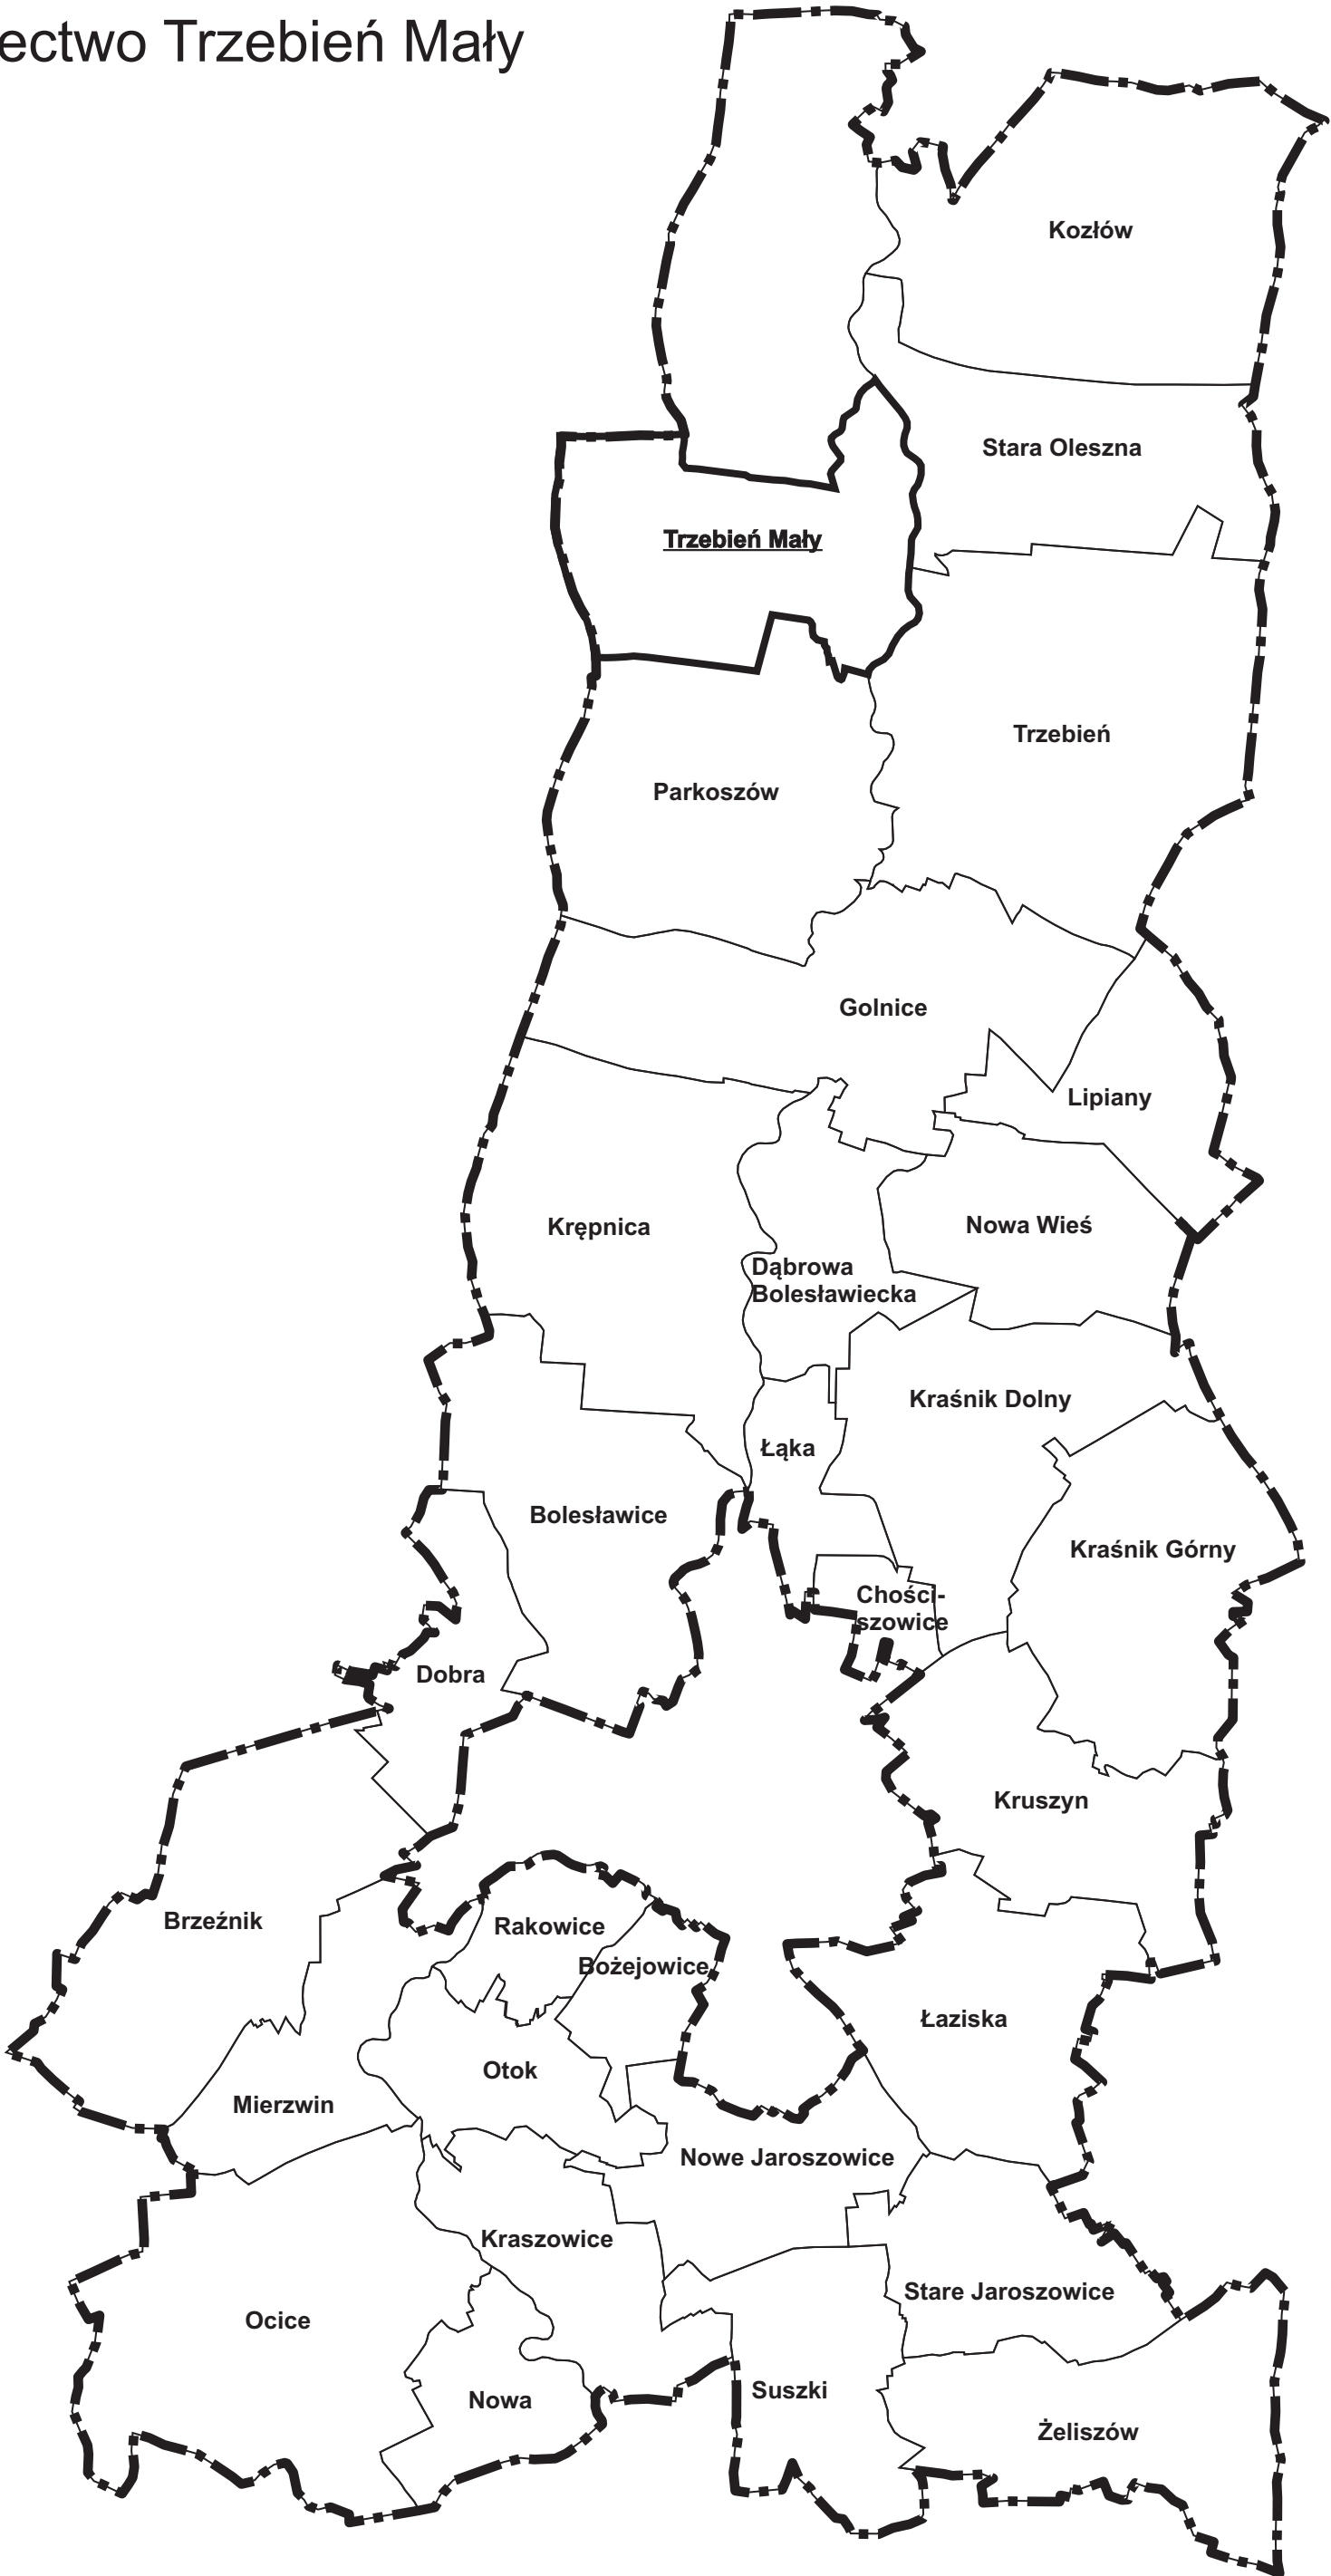 ectwo Trzebień Mały
Kozłów
Stara Oleszna
Trzebień Mały
Trzebień
Parkoszów
Golnice
Lipiany
Krępnica
Nowa Wieś
Dąbrowa
Bolesławiecka
Kraśnik Dolny
Łąka
Bolesławice
Kraśnik Górny
Chości-
szowice
Dobra
Kruszyn
Brzeźnik
Rakowice
Bożejowice
Łaziska
Otok
Mierzwin
Nowe Jaroszowice
Kraszowice
Stare Jaroszowice
Ocice
Suszki
Nowa
Żeliszów